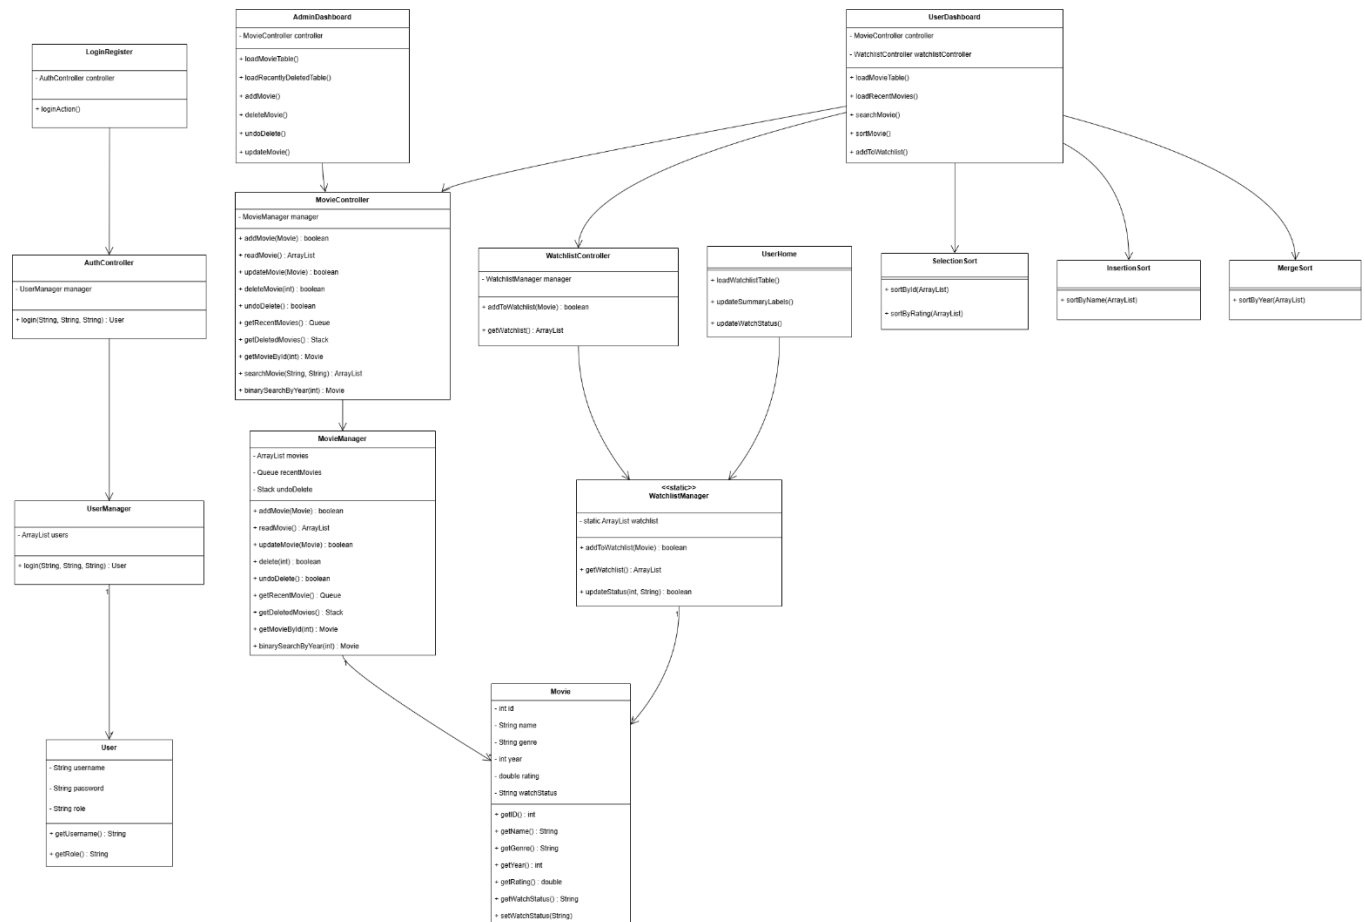 LoginRegister
- AuthController controller
+ loginAction()
AdminDashboard
- MovieController controller
+ loadMovieTable()
+ loadRecentlyDeletedTable()
+ addMovie()
+ deleteMovie()
+ undoDelete()
+ updateMovie()
UserDashboard
- MovieController controller
- WatchlistController watchlistController
+ loadMovieTable()
+ loadRecentMovies()
+ searchMovie()
+ sortMovie()
+ addToWatchlist()
AuthController
- UserManager manager
+ login(String, String, String) : User
MovieController
- MovieManager manager
+ addMovie(Movie) : boolean
+ readMovie() : ArrayList
+ updateMovie(Movie) : boolean
+ deleteMovie(int) : boolean
+ undoDelete() : boolean
+ getRecentMovies() : Queue
+ getDeletedMovies() : Stack
+ getMovieById(int) : Movie
+ searchMovie(String, String) : ArrayList
+ binarySearchByYear(int) : Movie
WatchlistController
- WatchlistManager manager
+ addToWatchlist(Movie) : boolean
+ getWatchlist() : ArrayList
UserHome
+ loadWatchlistTable()
+ updateSummaryLabels()
+ updateWatchStatus()
SelectionSort
+ sortById(ArrayList)
+ sortByRating(ArrayList)
InsertionSort
+ sortByName(ArrayList)
MergeSort
+ sortByYear(ArrayList)
UserManager
- ArrayList users
+ login(String, String, String) : User
1
MovieManager
- ArrayList movies
- Queue recentMovies
- Stack undoDelete
+ addMovie(Movie) : boolean
+ readMovie() : ArrayList
+ updateMovie(Movie) : boolean
+ delete(int) : boolean
+ undoDelete() : boolean
+ getRecentMovie() : Queue
+ getDeletedMovies() : Stack
+ getMovieById(int) : Movie
+ binarySearchByYear(int) : Movie
1
<<static>>
WatchlistManager
- static ArrayList watchlist
+ addToWatchlist(Movie) : boolean
+ getWatchlist() : ArrayList
+ updateStatus(int, String) : boolean
1
User
- String username
- String password
- String role
+ getUsername() : String
+ getRole() : String
Movie
- int id
- String name
- String genre
- int year
- double rating
- String watchStatus
+ getID() : int
+ getName() : String
+ getGenre() : String
+ getYear() : int
+ getRating() : double
+ getWatchStatus() : String
+ setWatchStatus(String)